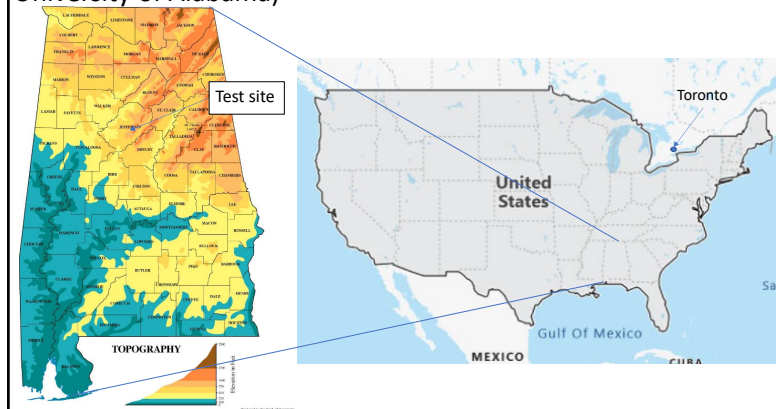 University of Alabama)
LAUDERDALE
LIMESTONE
MADISON
JACKSON
COLBERT
LAWRENCE
FRANKLIN
MORGAN
MARSHALL
DE KALB
CHEROKEE
MARION
WINSTON
CULLMAN
ETOWAH
BLOUNT
Test site
WALKER
ST. CLAIR
CALHOUN
LAMAR
FAYETTE
JEFFERSON
CLEBURNE
TALLADEGA
PICKENS
TUSCALOOSA
SHELBY
CLAY
RANDOLPH
BIBB
GREENE
HALE
COOSA
TALLAPOOSA
CHAMBERS
CHILTON
SUMTER
PERRY
AUTAUGA
ELMORE
LEE
MACON
RUSSELL
MARENGO
DALLAS
MONTGOMERY
CHOCTAW
LOWNDES
BULLOCK
WILCOX
BUTLER
PIKE
BARBOUR
CLARKE
CRENSHAW
MONROE
HENRY
WASHINGTON
CONECUH
COFFEE
DALE
COVINGTON
HOUSTON
ESCAMBIA
GENEVA
MOBILE
BALDWIN
TOPOGRAPHY
Elevation in Feet
Toronto
United
States
Sa
Gulf Of Mexico
MEXICO
CUBA